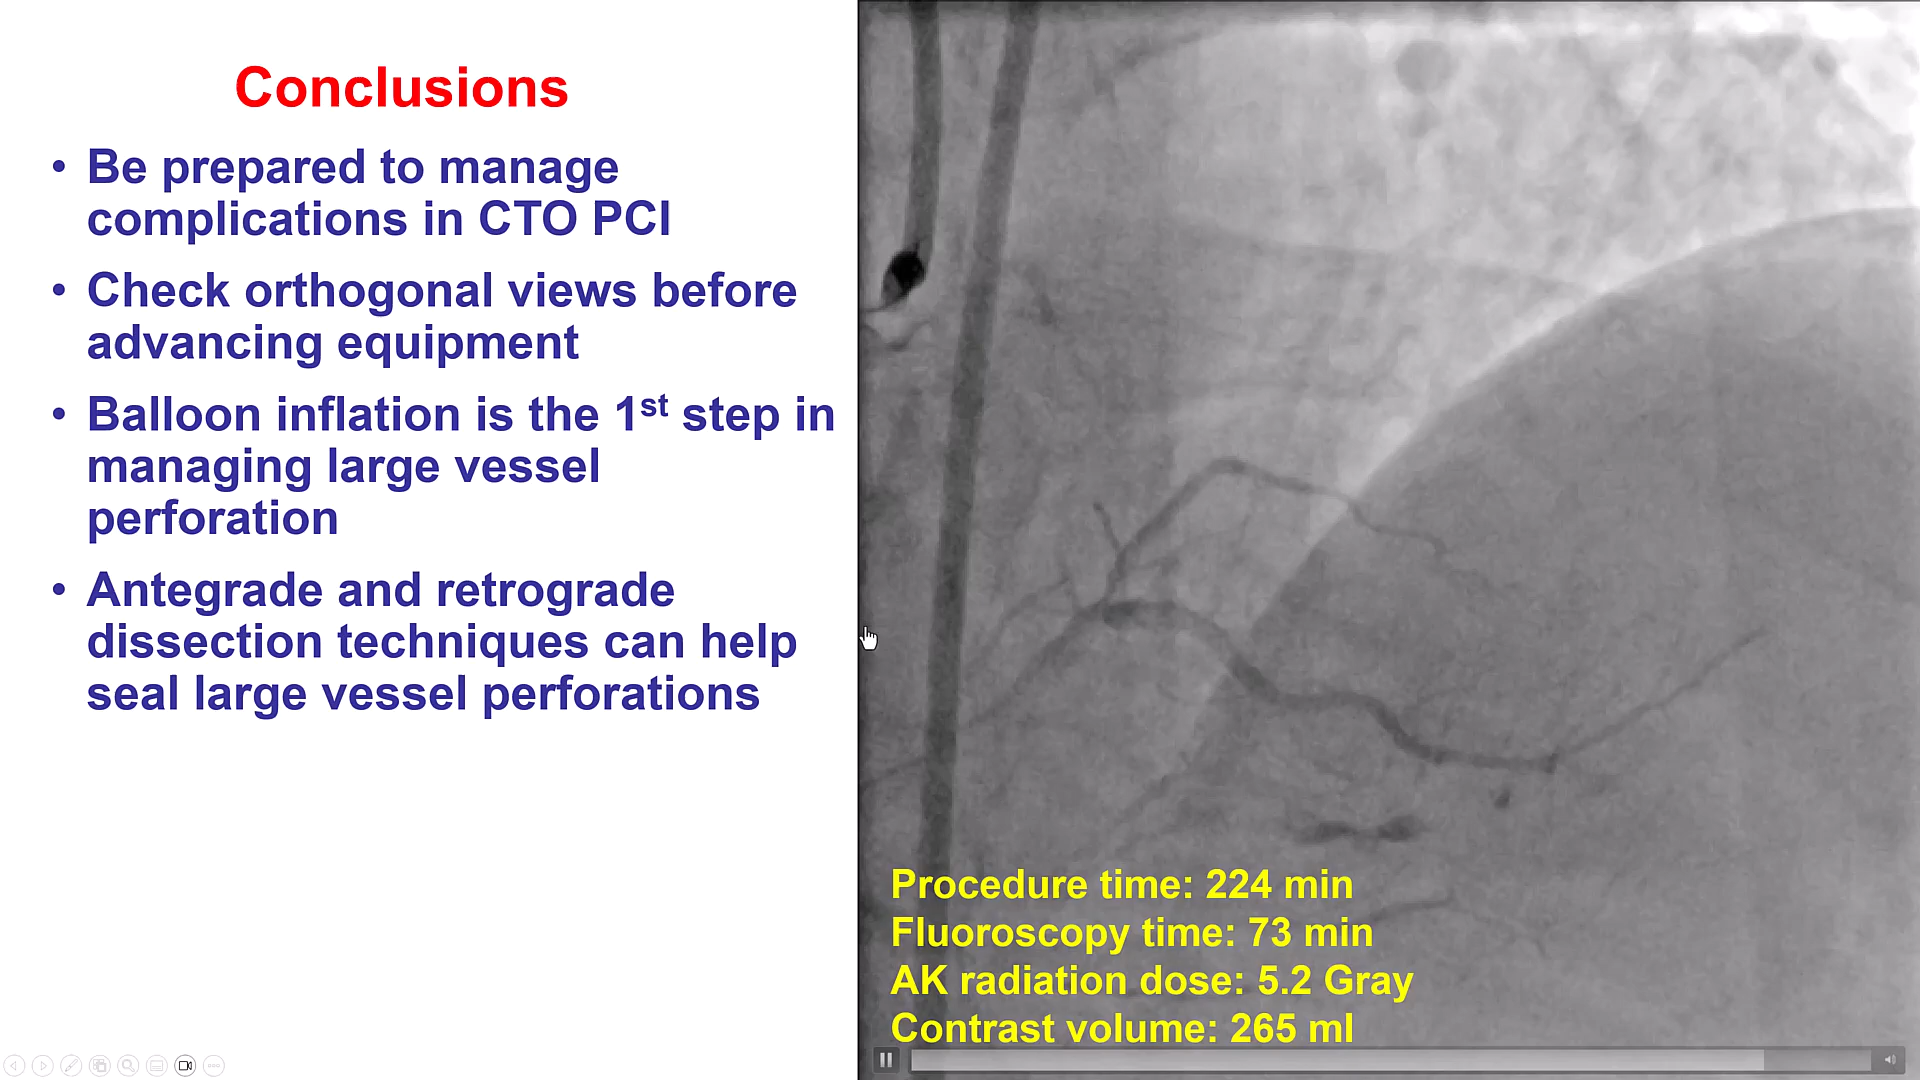 Conclusions
• Be prepared to manage
complications in CTO PCI
• Check orthogonal views before
advancing equipment
• Balloon inflation is the 1st step in
managing large vessel
perforation
• Antegrade and retrograde
dissection techniques can help
seal large vessel perforations
Procedure time: 224 min
Fluoroscopy time: 73 min
AK radiation dose: 5.2 Gray
Contrast volume: 265 ml